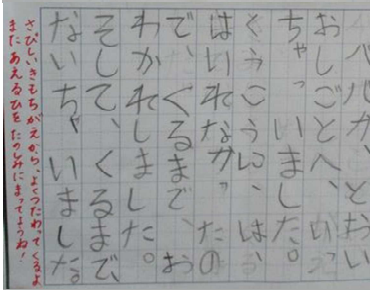 パパが、とおい
おしごとへ、いっ
ちゃっいました。
くうこうに、は、
はいれなかったの
で、くるまで、お
わかれしました。
そして、くるまで、
ないちゃいました
さびしいきもちがえから、よくつたわってくるよ
またあえるひをたのしみにまってようね！